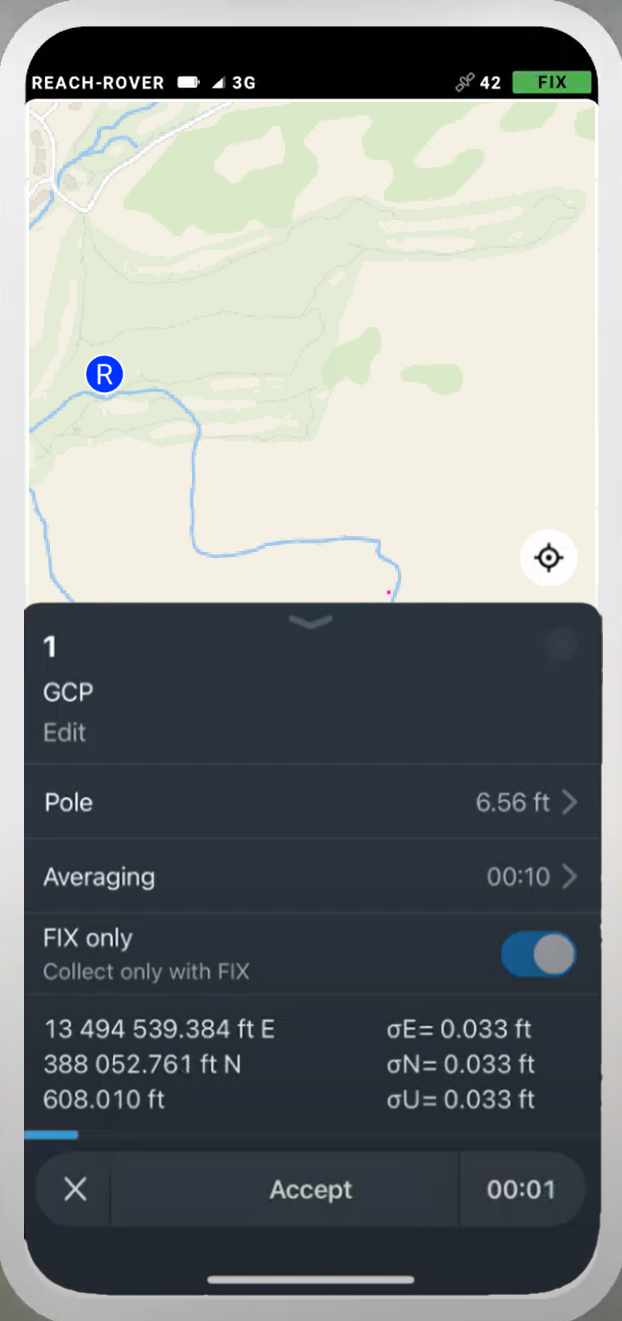 REACH-ROVER 3G 42 FIX
R
1
GCP
Edit
Pole 6.56 ft
Averaging 00:10
FIX only
Collect only with FIX
13 494 539.384 ft E σE= 0.033 ft
388 052.761 ft N σN= 0.033 ft
608.010 ft σU= 0.033 ft
Accept 00:01